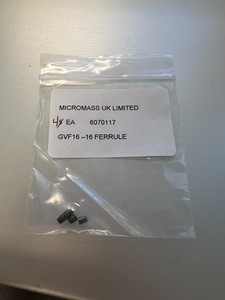 MICROMASS UK LIMITED
4 EA 6070117
GVF16 –16 FERRULE